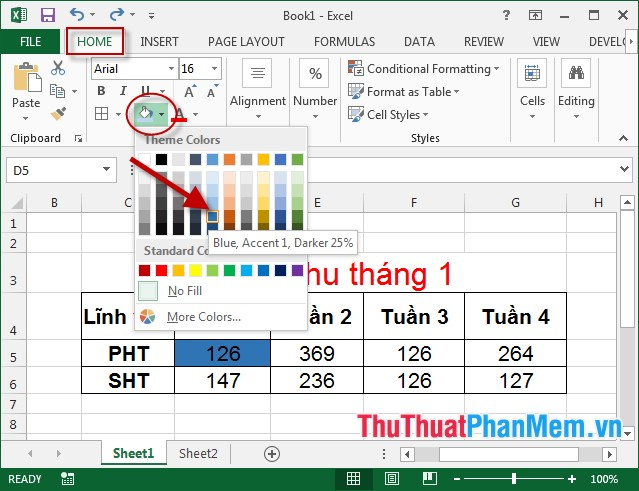 Book1 - Excel
FILE HOME INSERT PAGE LAYOUT FORMULAS DATA REVIEW VIEW DEVELO
Paste
Clipboard
Arial 16
B I U A A
A
Alignment
Number
%
Conditional Formatting
Format as Table
Cell Styles
Styles
Cells
Editing
D5
Theme Colors
Blue, Accent 1, Darker 25%
Standard Co
No Fill
More Colors...
B C E F G H
1
2
3 hu tháng 1
4 Lĩnh ần 2 Tuần 3 Tuần 4
5 PHT 126 369 126 264
6 SHT 147 236 126 127
7
8
ThuThuatPhanMem.vn
Sheet1 Sheet2
READY 100%